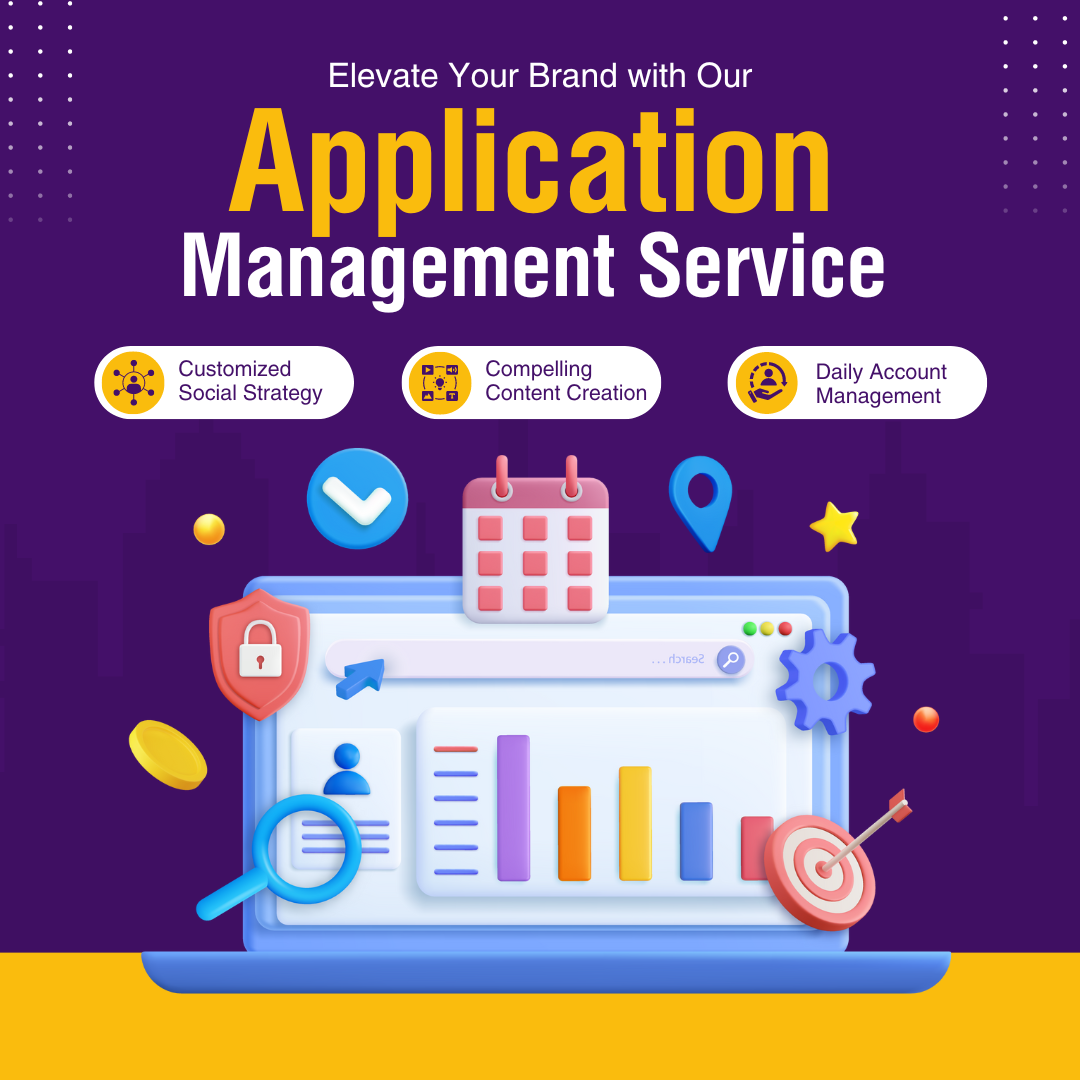 Elevate Your Brand with Our
Application
Management Service
Customized
Social Strategy
Compelling
Content Creation
Daily Account
Management
Search...